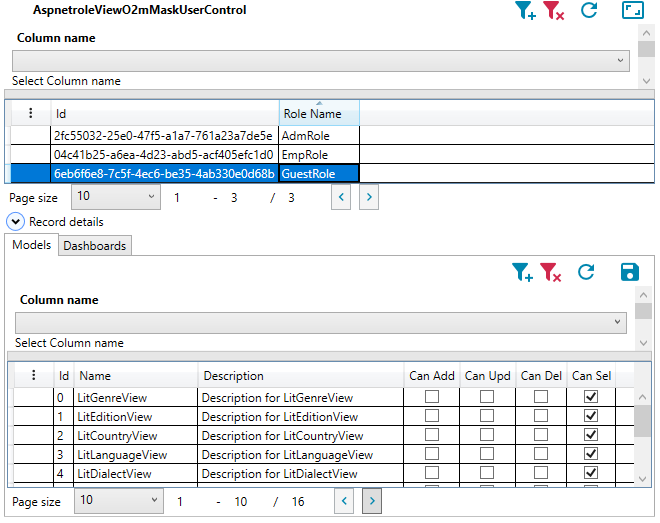 AspnetroleViewO2mMaskUserControl
Column name
Select Column name
Id Role Name
2fc55032-25e0-47f5-a1a7-761a23a7de5e AdmRole
04c41b25-a6ea-4d23-abd5-acf405efc1d0 EmpRole
6eb6f6e8-7c5f-4ec6-be35-4ab330e0d68b GuestRole
Page size 10 1 - 3 / 3 < >
Record details
Models Dashboards
Column name
Select Column name
Id Name Description Can Add Can Upd Can Del Can Sel
0 LitGenreView Description for LitGenreView
1 LitEditionView Description for LitEditionView
2 LitCountryView Description for LitCountryView
3 LitLanguageView Description for LitLanguageView
4 LitDialectView Description for LitDialectView
Page size 10 1 - 10 / 16 < >